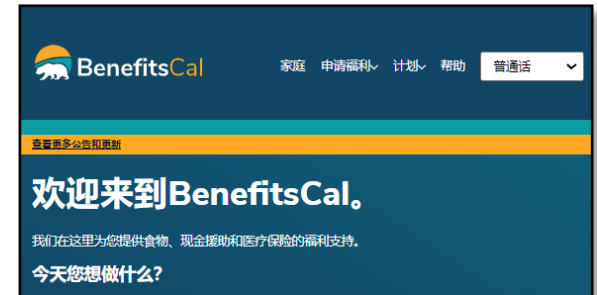 BenefitsCal
家庭 申请福利 计划 帮助 普通话
查看更多公告和更新
欢迎来到BenefitsCal。
我们在这里为您提供食物、现金援助和医疗保险的福利支持。
今天您想做什么?